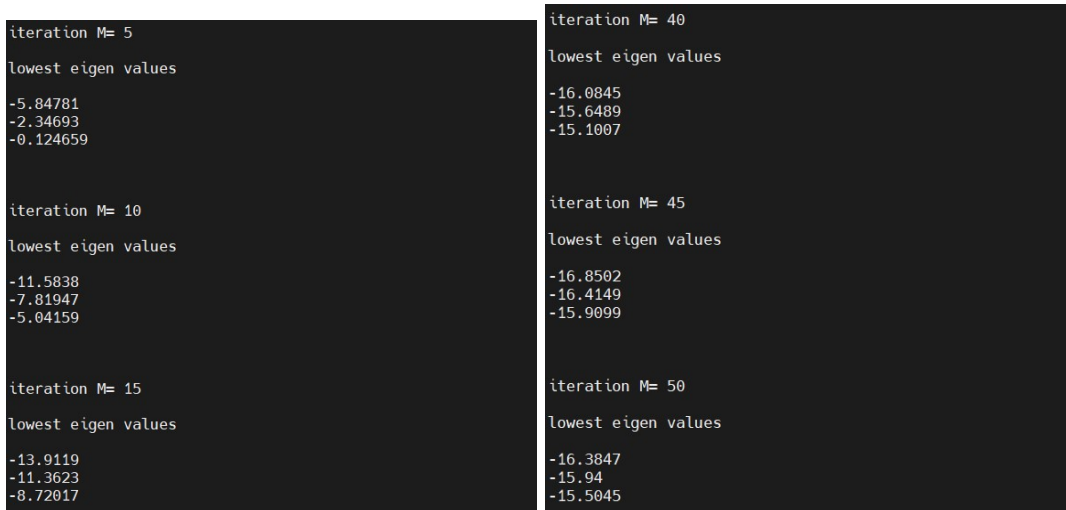 iteration M= 5
lowest eigen values
-5.84781
-2.34693
-0.124659
iteration M= 10
lowest eigen values
-11.5838
-7.81947
-5.04159
iteration M= 15
lowest eigen values
-13.9119
-11.3623
-8.72017
iteration M= 40
lowest eigen values
-16.0845
-15.6489
-15.1007
iteration M= 45
lowest eigen values
-16.8502
-16.4149
-15.9099
iteration M= 50
lowest eigen values
-16.3847
-15.94
-15.5045